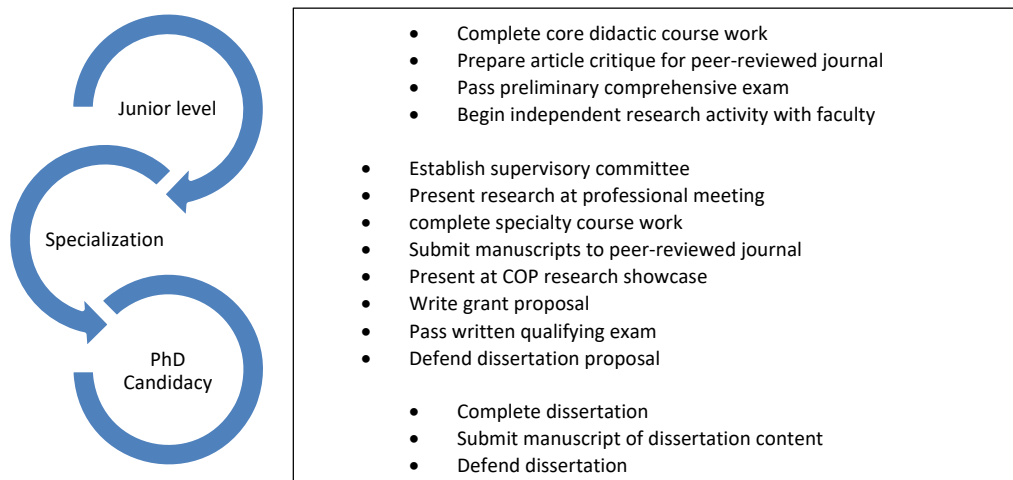 Junior level
• Complete core didactic course work
• Prepare article critique for peer-reviewed journal
• Pass preliminary comprehensive exam
• Begin independent research activity with faculty
Specialization
• Establish supervisory committee
• Present research at professional meeting
• complete specialty course work
• Submit manuscripts to peer-reviewed journal
• Present at COP research showcase
• Write grant proposal
• Pass written qualifying exam
• Defend dissertation proposal
PhD
Candidacy
• Complete dissertation
• Submit manuscript of dissertation content
• Defend dissertation